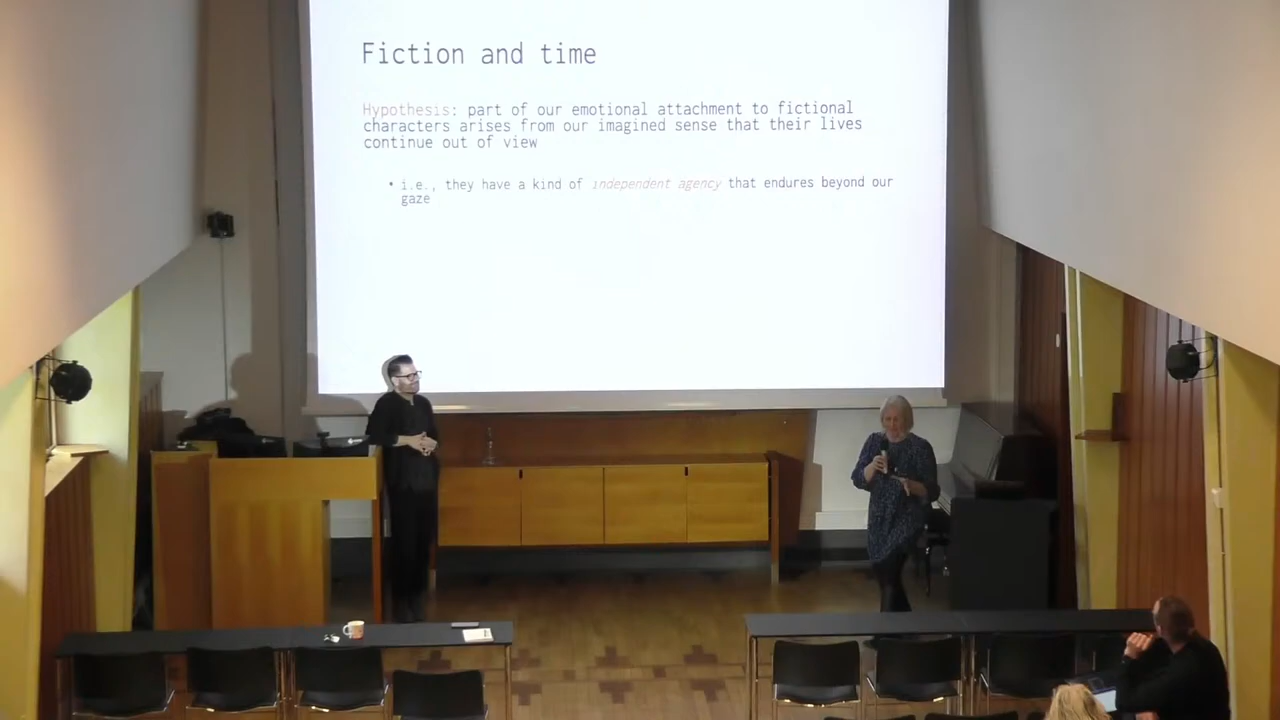 Fiction and time
Hypothesis: part of our emotional attachment to fictional
characters arises from our imagined sense that their lives
continue out of view
• i.e., they have a kind of independent agency that endures beyond our
gaze